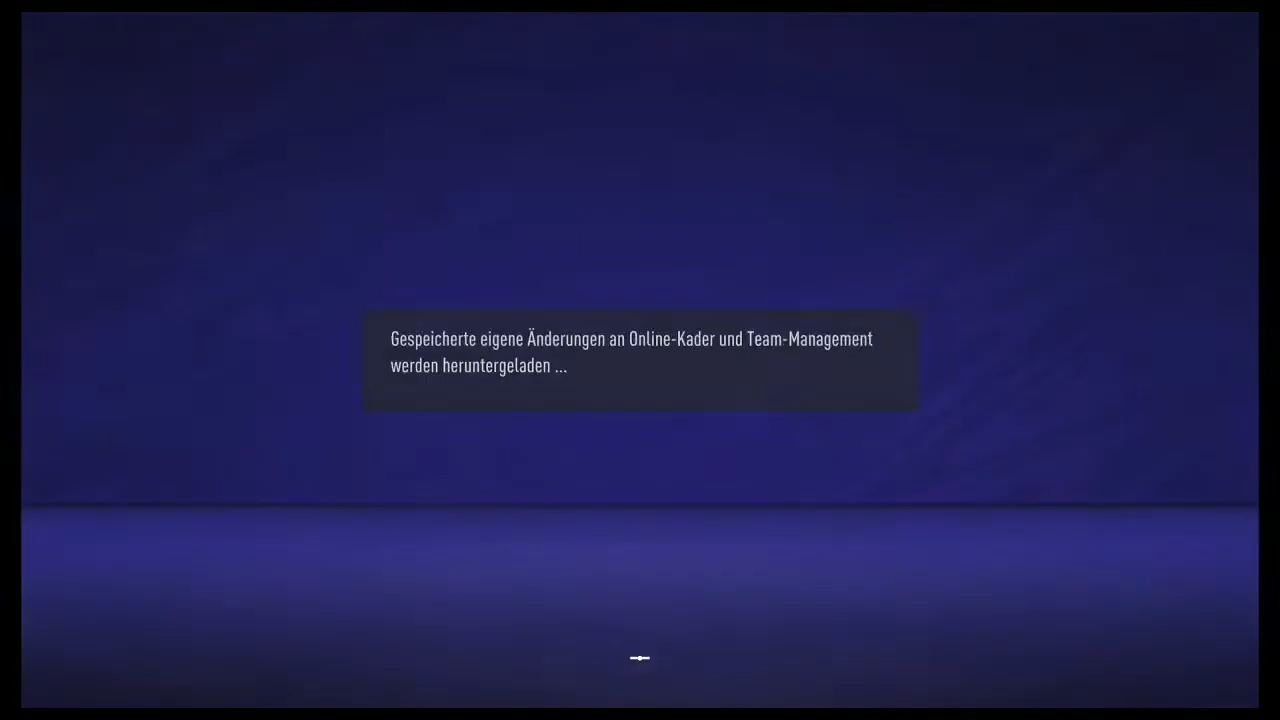 Gespeicherte eigene Änderungen an Online-Kader und Team-Management
werden heruntergeladen ...